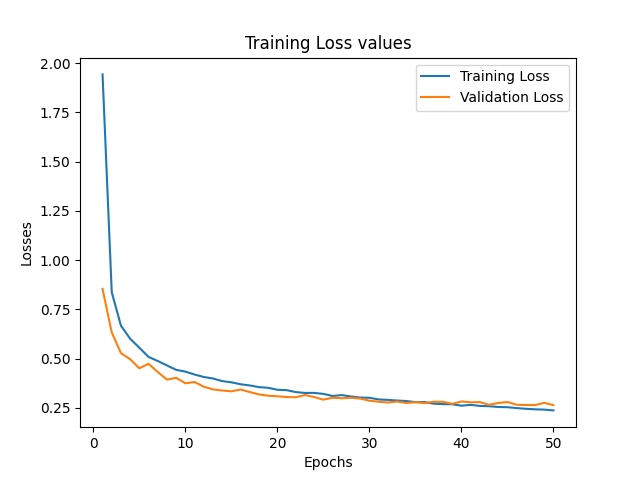 Training Loss values
Training Loss
Validation Loss
2.00
1.75
1.50
1.25
1.00
0.75
0.50
0.25
Losses
0
10
20
30
40
50
Epochs